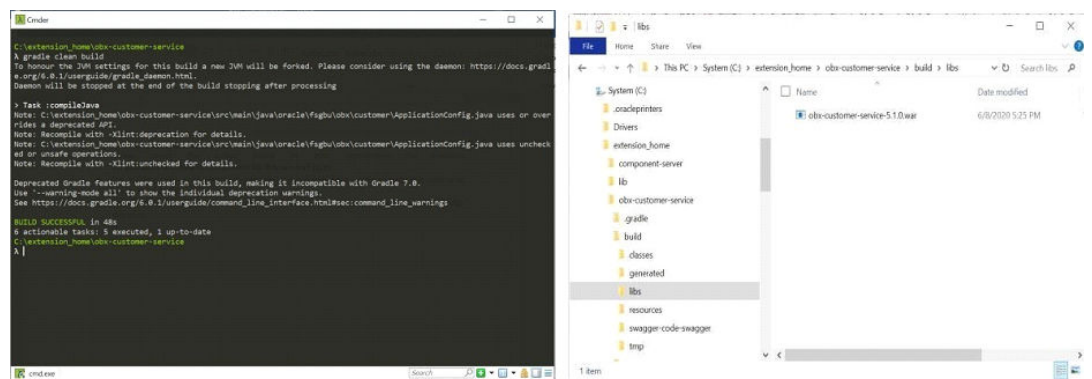 Cmder
C:\extension_home\obx-customer-service
λ gradle clean build
To honour the JVM settings for this build a new JVM will be forked. Please consider using the daemon: https://docs.gradl
e.org/6.0.1/userguide/gradle_daemon.html.
Daemon will be stopped at the end of the build stopping after processing
> Task :compileJava
Note: C:\extension_home\obx-customer-service\src\main\java\oracle\fsgbu\obx\customer\ApplicationConfig.java uses or over
rides a deprecated API.
Note: Recompile with -Xlint:deprecation for details.
Note: C:\extension_home\obx-customer-service\src\main\java\oracle\fsgbu\obx\customer\ApplicationConfig.java uses uncheck
ed or unsafe operations.
Note: Recompile with -Xlint:unchecked for details.
Deprecated Gradle features were used in this build, making it incompatible with Gradle 7.0.
Use '--warning-mode all' to show the individual deprecation warnings.
See https://docs.gradle.org/6.0.1/userguide/command_line_interface.html#sec:command_line_warnings
BUILD SUCCESSFUL in 48s
6 actionable tasks: 5 executed, 1 up-to-date
C:\extension_home\obx-customer-service
λ
cmd.exe
Search
libs
File Home Share View
This PC > System (C:) > extension_home > obx-customer-service > build > libs
Search libs
System (C:)
.oracleprinters
Drivers
extension_home
component-server
lib
obx-customer-service
.gradle
build
classes
generated
libs
resources
swagger-code-swagger
tmp
Name Date modified
obx-customer-service-5.1.0.war 6/8/2020 5:25 PM
1 item